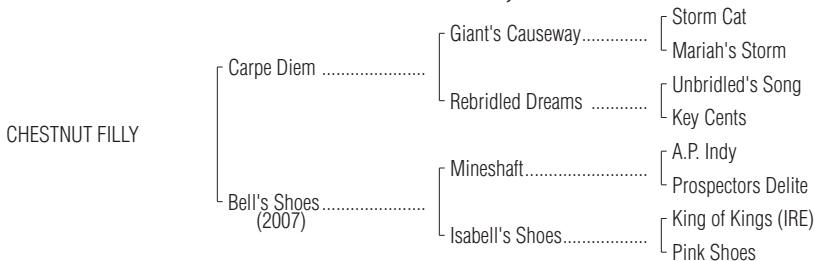 Storm Cat
Giant's Causeway..............
Mariah's Storm
Carpe Diem ......................
Unbridled's Song
Rebridled Dreams ............
Key Cents
CHESTNUT FILLY
A.P. Indy
Mineshaft..........................
Prospectors Delite
Bell's Shoes......................
(2007)
King of Kings (IRE)
Isabell's Shoes..................
Pink Shoes